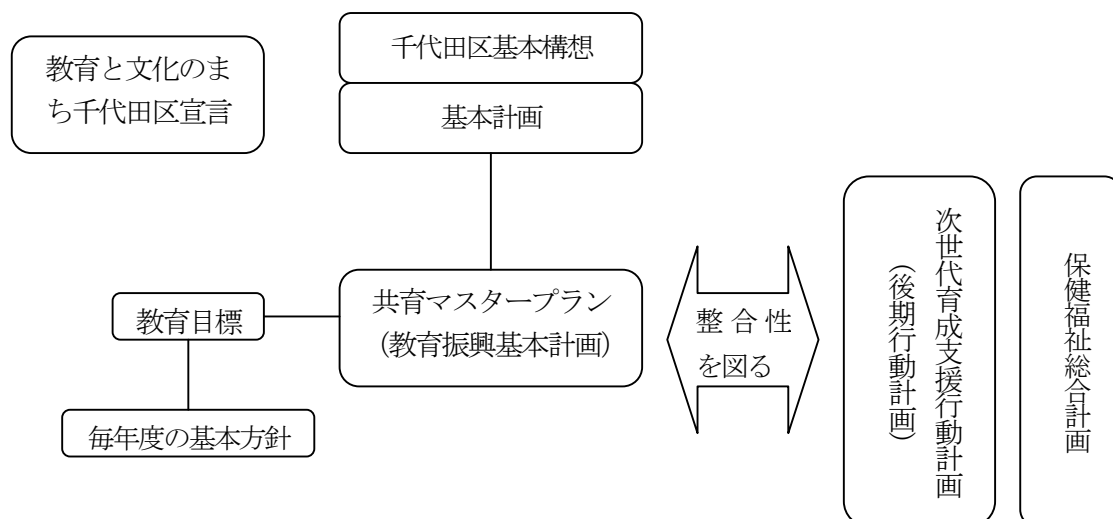 千代田区基本構想
教育と文化のま
ち千代田区宣言
基本計画
共育マスタープラン
（教育振興基本計画）
教育目標
毎年度の基本方針
整合性
を図る
次世代育成支援行動計画
（後期行動計画）
保健福祉総合計画